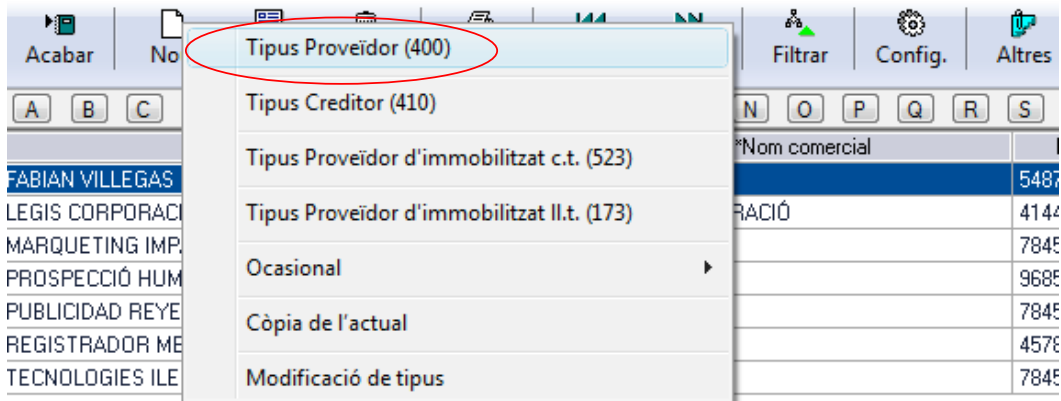 Acabar No Filtrar Config. Altres
Tipus Proveïdor (400)
Tipus Creditor (410)
Tipus Proveïdor d'immobilitzat c.t. (523)
Tipus Proveïdor d'immobilitzat ll.t. (173)
Ocasional
Còpia de l'actual
Modificació de tipus
A B C N O P Q R S
*Nom comercial
FABIAN VILLEGAS 5487
LEGIS CORPORACI RACIÓ 4144
MARQUETING IMP. 7845
PROSPECCIÓ HUM 9685
PUBLICIDAD REYE 7845
REGISTRADOR ME 4578
TECNOLOGIES ILE 7845